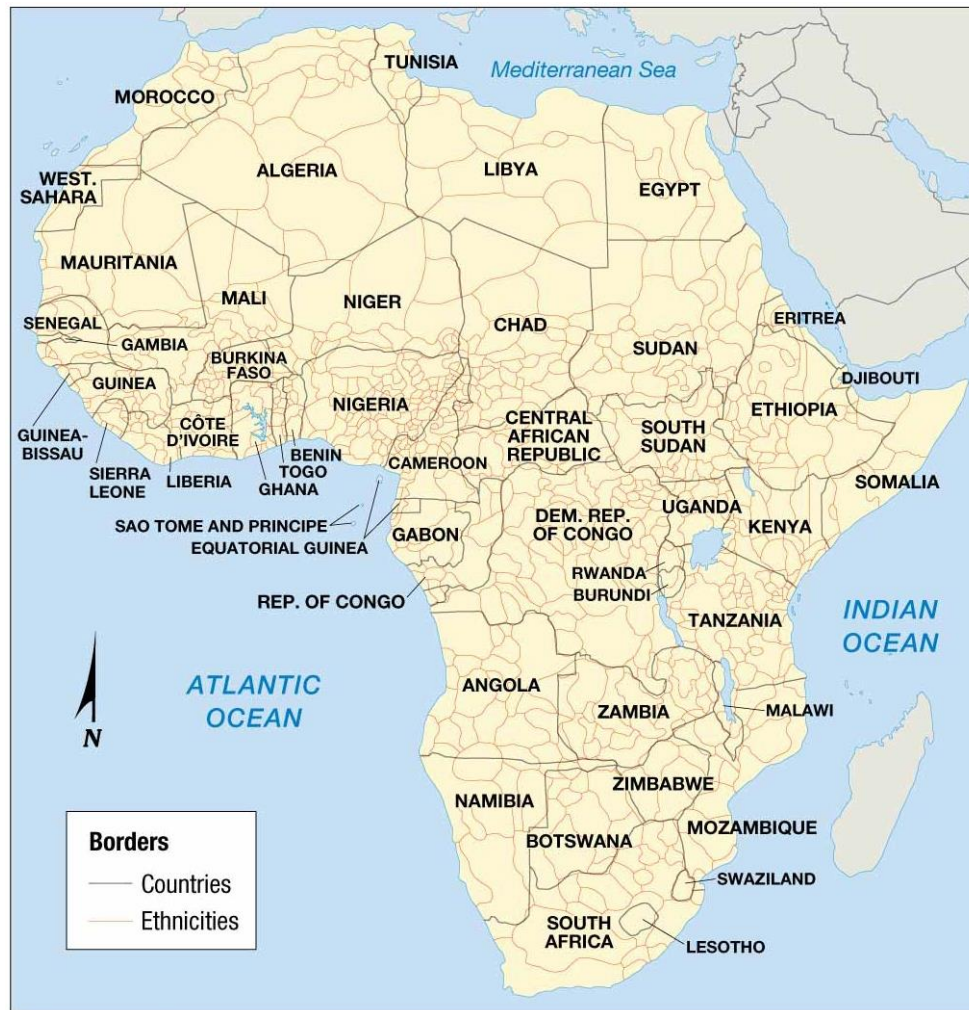 TUNISIA
Mediterranean Sea
MOROCCO
ALGERIA
LIBYA
EGYPT
WEST.
SAHARA
MAURITANIA
MALI
NIGER
CHAD
SUDAN
ERITREA
SENEGAL
GAMBIA
BURKINA
FASO
DJIBOUTI
GUINEA
NIGERIA
ETHIOPIA
CÔTE
D'IVOIRE
CENTRAL
AFRICAN
REPUBLIC
SOUTH
SUDAN
GUINEA-
BISSAU
SIERRA
LEONE
LIBERIA
GHANA
TOGO
BENIN
CAMEROON
SOMALIA
SAO TOME AND PRINCIPE
EQUATORIAL GUINEA
GABON
DEM. REP.
OF CONGO
UGANDA
KENYA
RWANDA
BURUNDI
REP. OF CONGO
TANZANIA
INDIAN
OCEAN
ATLANTIC
OCEAN
ANGOLA
ZAMBIA
MALAWI
N
NAMIBIA
ZIMBABWE
BOTSWANA
MOZAMBIQUE
SWAZILAND
SOUTH
AFRICA
LESOTHO
Borders
Countries
Ethnicities